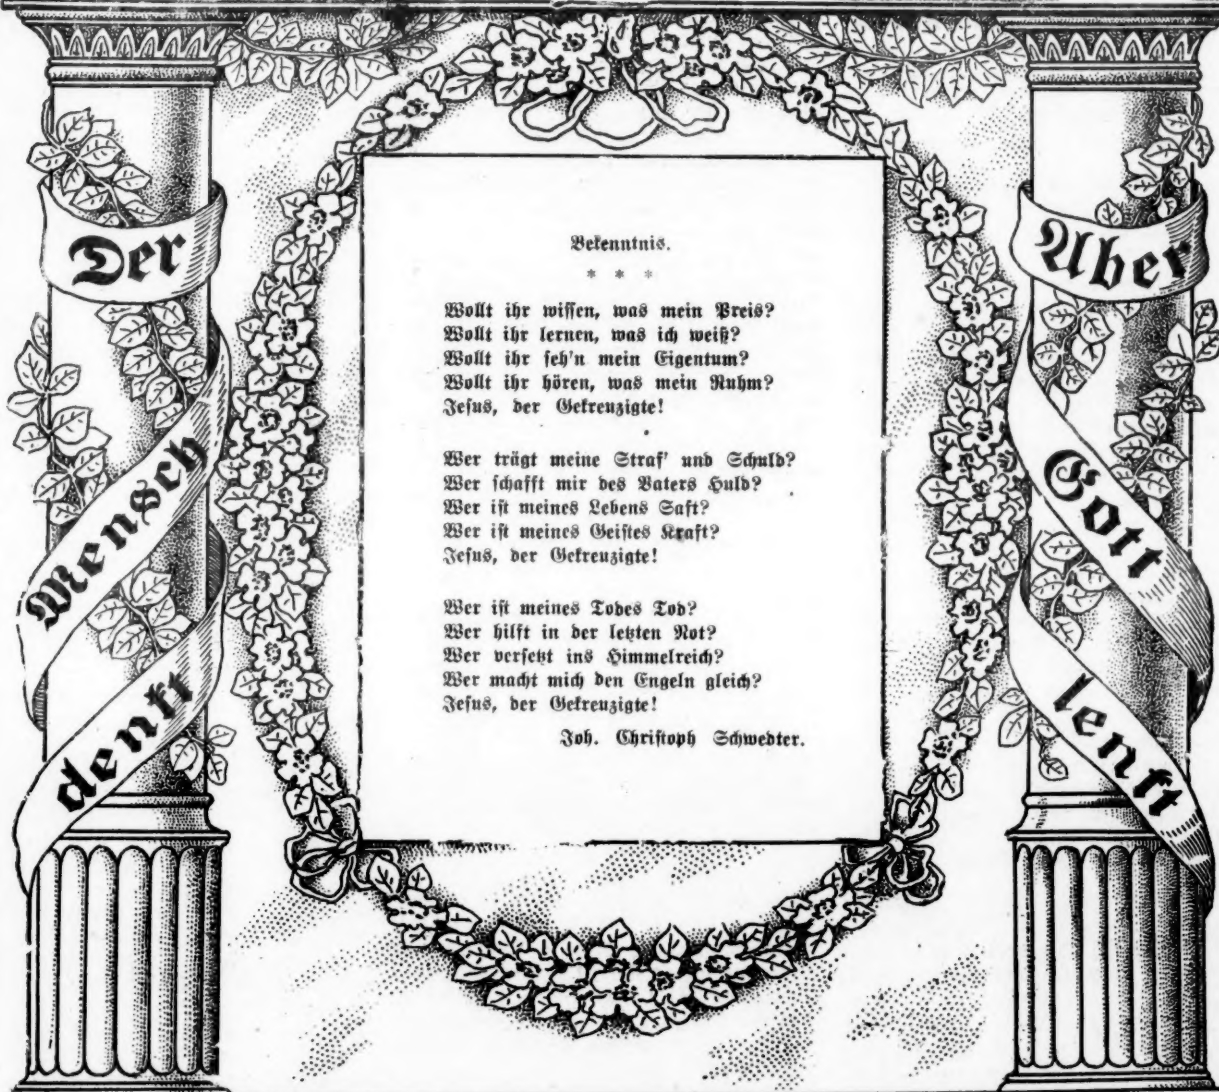 Der
Mensch
denkt
Bekenntnis.
* * *
Wollt ihr wissen, was mein Preis?
Wollt ihr lernen, was ich weiß?
Wollt ihr seh'n mein Eigentum?
Wollt ihr hören, was mein Ruhm?
Jesus, der Gekreuzigte!
Wer trägt meine Straf' und Schuld?
Wer schafft mir des Vaters Huld?
Wer ist meines Lebens Saft?
Wer ist meines Geistes Kraft?
Jesus, der Gekreuzigte!
Wer ist meines Todes Tod?
Wer hilft in der letzten Not?
Wer versetzt ins Himmelreich?
Wer macht mich den Engeln gleich?
Jesus, der Gekreuzigte!
Joh. Christoph Schwedter.
Aber
Gott
lenkt